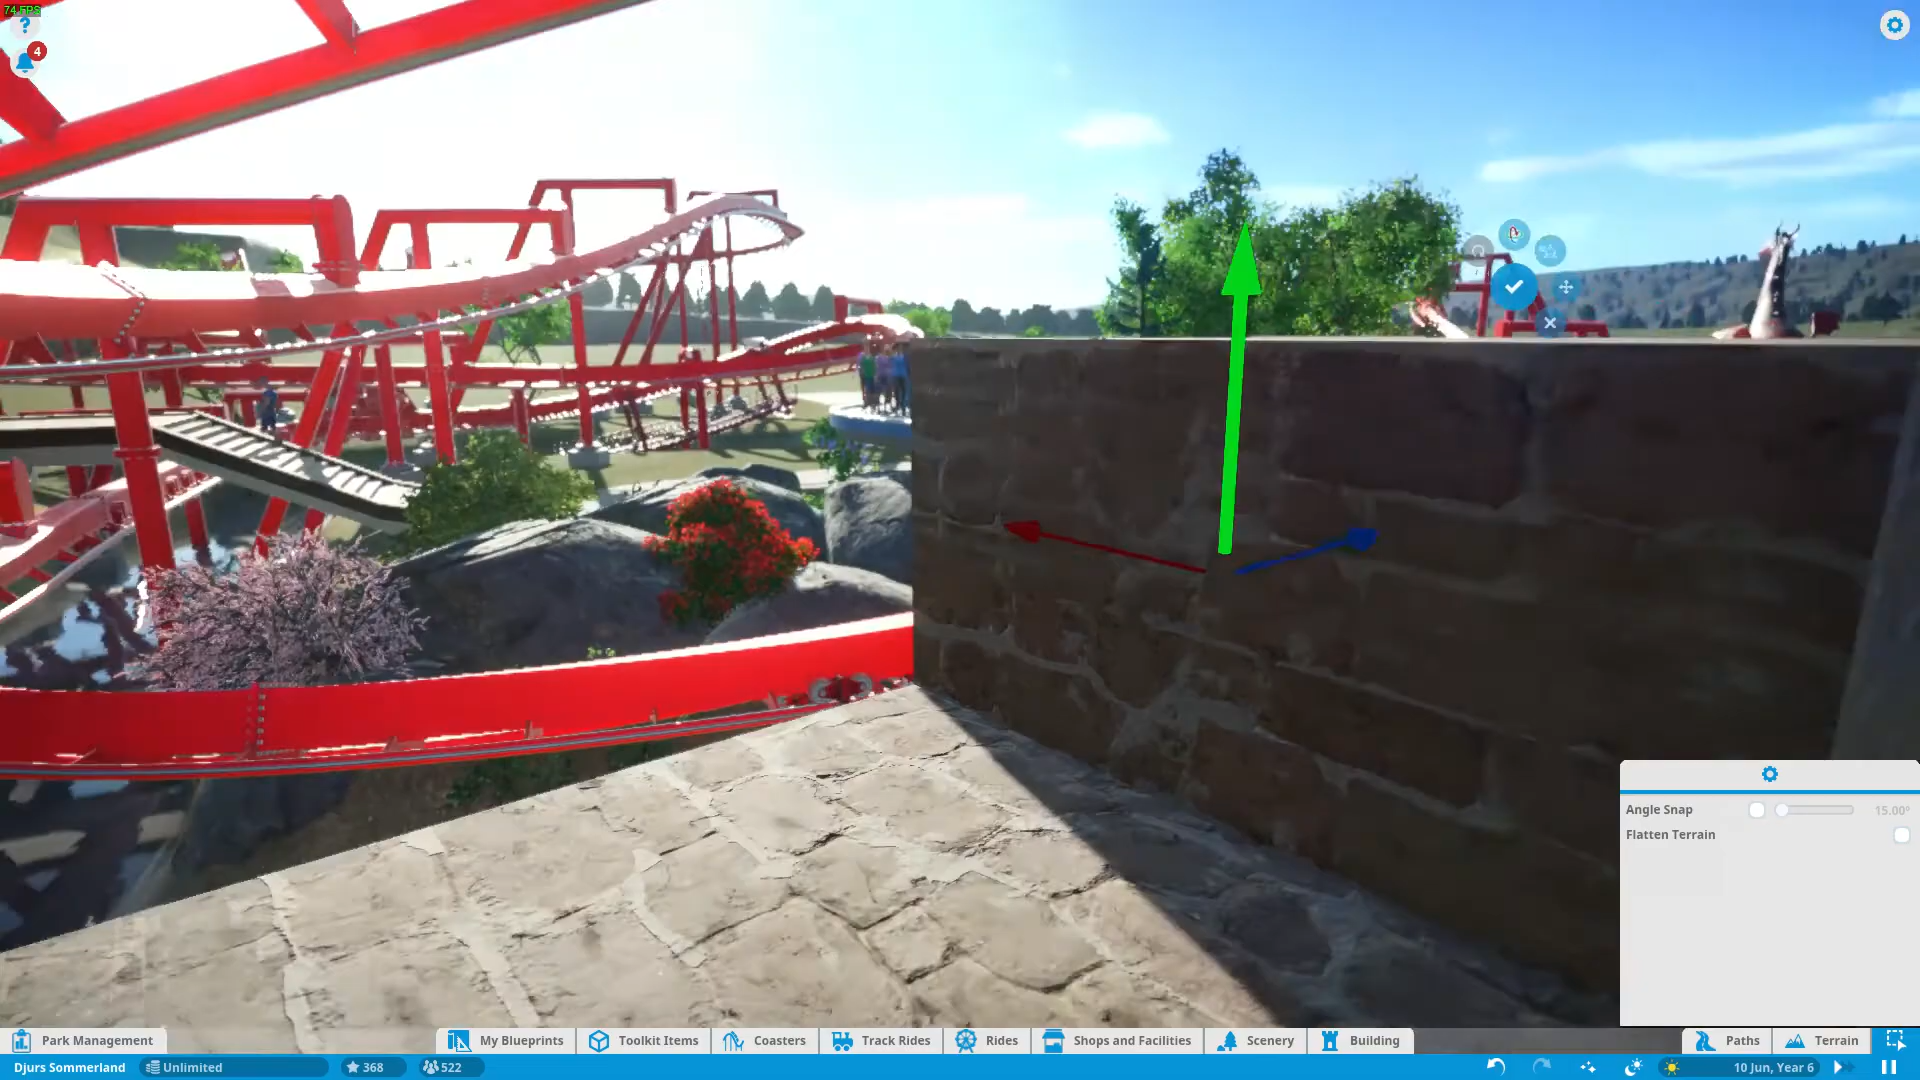 74 FPS
?
4
Angle Snap
15.00°
Flatten Terrain
Park Management
My Blueprints
Toolkit Items
Coasters
Track Rides
Rides
Shops and Facilities
Scenery
Building
Paths
Terrain
Djurs Sommerland
Unlimited
368
522
10 Jun, Year 6